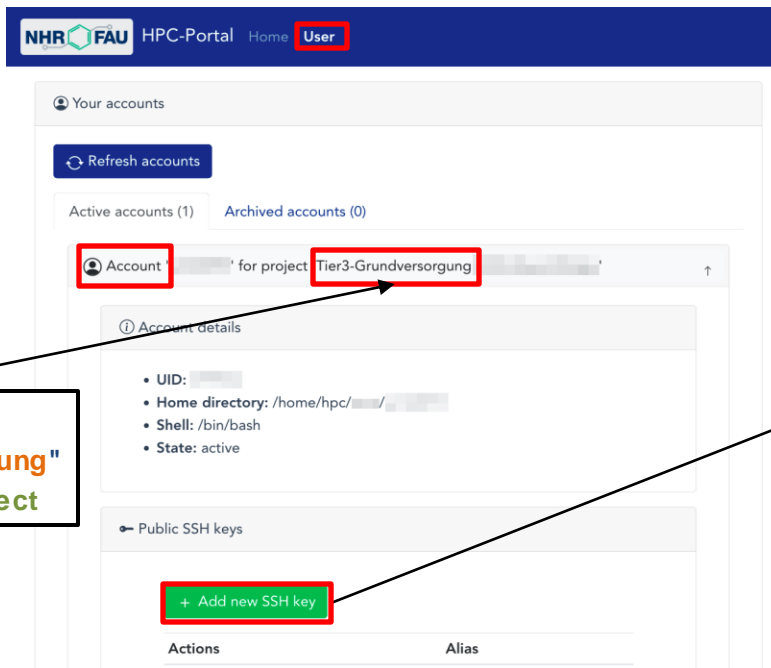 NHR FAU HPC-Portal Home User
Your accounts
Refresh accounts
Active accounts (1) Archived accounts (0)
Account ' ' for project 'Tier3-Grundversorgung '
↑
Account details
• UID:
• Home directory: /home/hpc/ /
• Shell: /bin/bash
• State: active
ung"
ect
Public SSH keys
+ Add new SSH key
Actions Alias